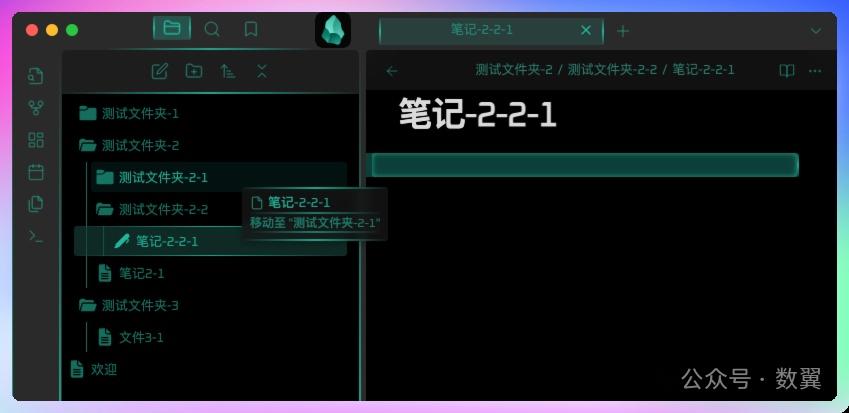 笔记-2-2-1
测试文件夹-2 / 测试文件夹-2-2 / 笔记-2-2-1
测试文件夹-1
测试文件夹-2
测试文件夹-2-1
测试文件夹-2-2
笔记-2-2-1
笔记2-1
测试文件夹-3
文件3-1
欢迎
笔记-2-2-1
移动至 "测试文件夹-2-1"
笔记-2-2-1
公众号 · 数翼